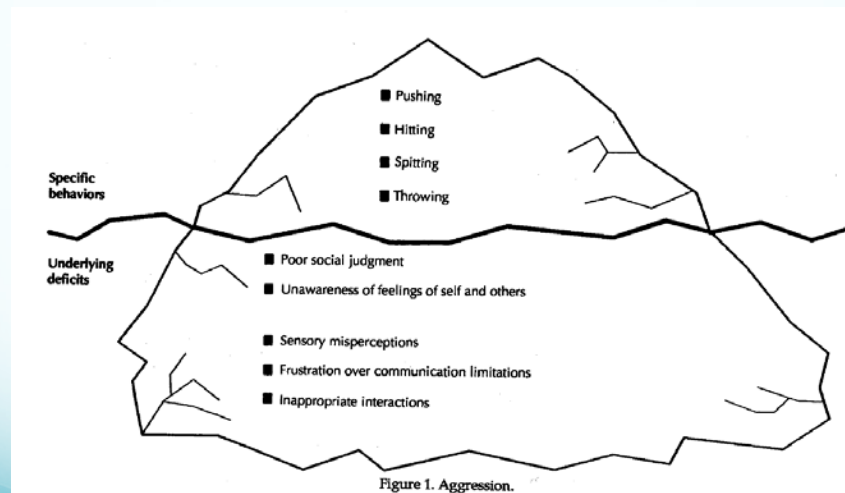 ■ Pushing
■ Hitting
■ Spitting
Specific
behaviors
■ Throwing
Underlying
deficits
■ Poor social judgment
■ Unawareness of feelings of self and others
■ Sensory misperceptions
■ Frustration over communication limitations
■ Inappropriate interactions
Figure 1. Aggression.